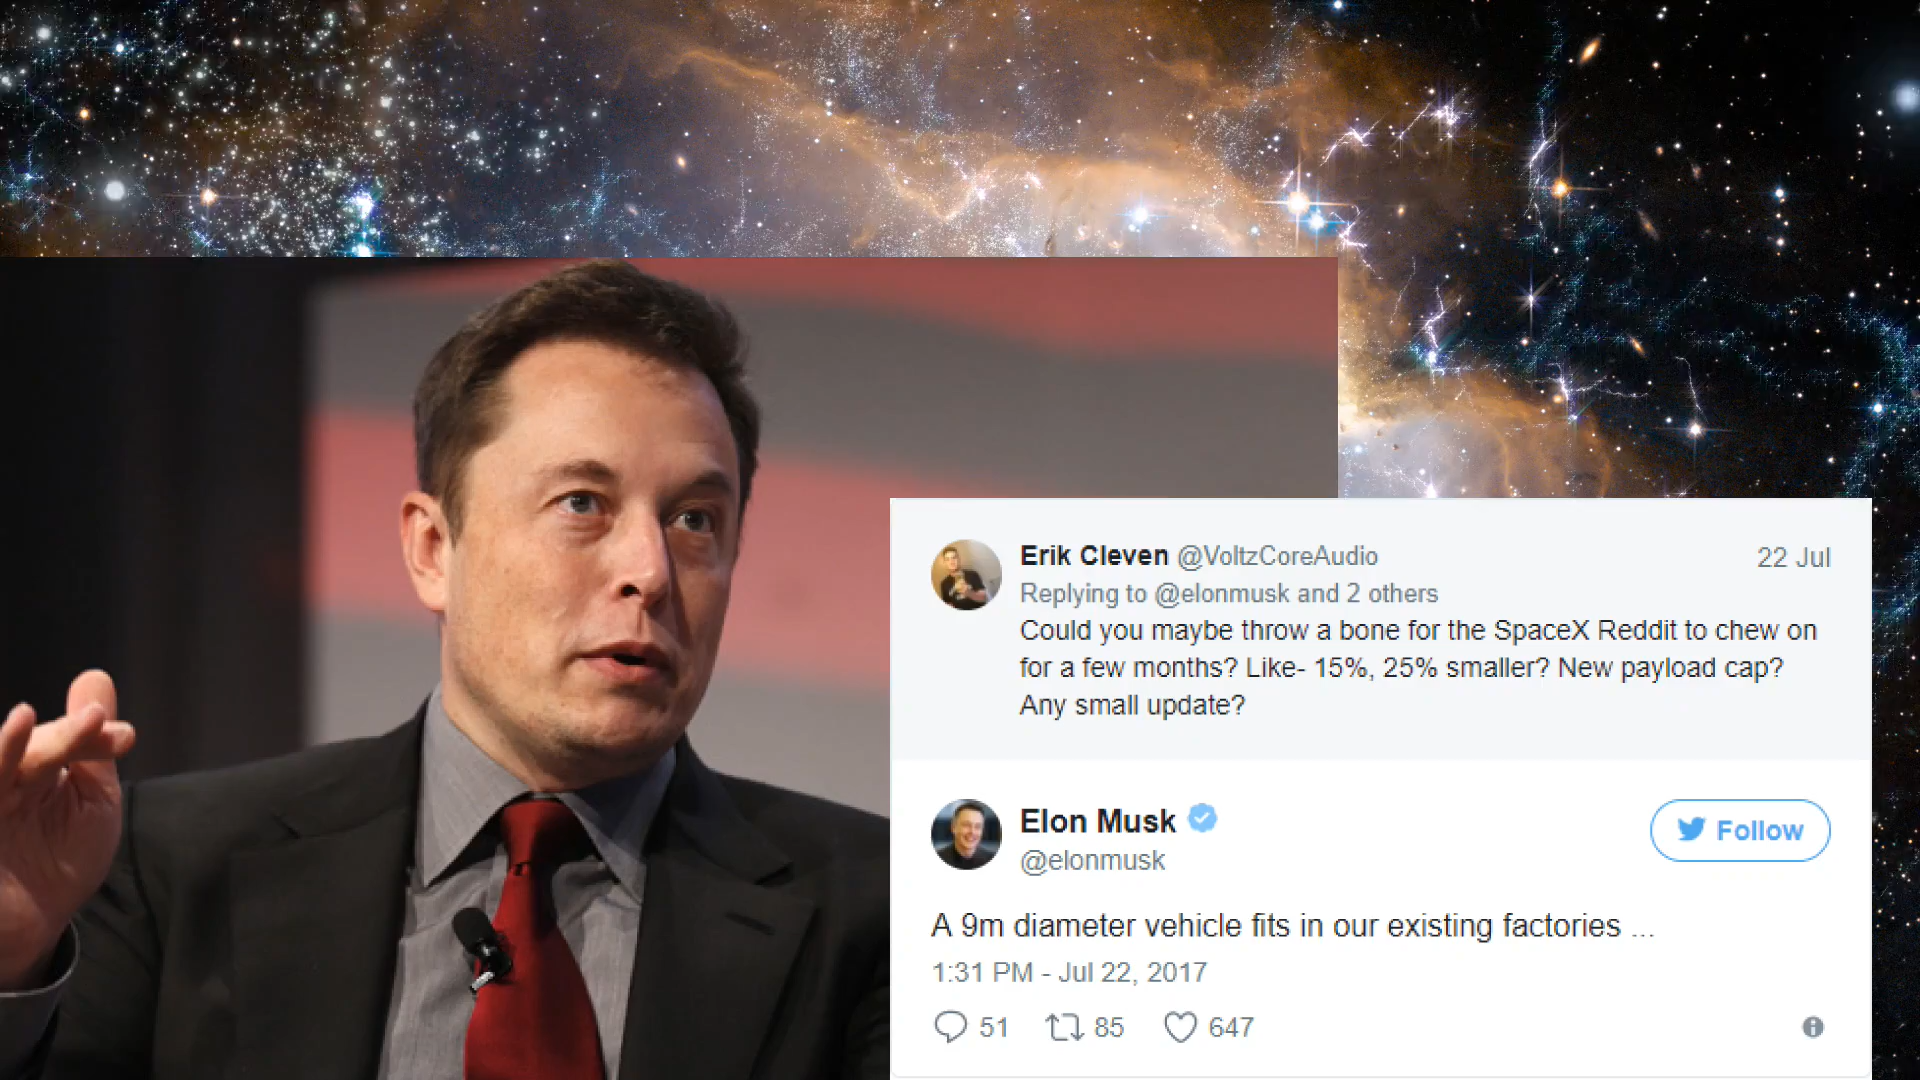 Erik Cleven @VoltzCoreAudio 22 Jul
Replying to @elonmusk and 2 others
Could you maybe throw a bone for the SpaceX Reddit to chew on
for a few months? Like- 15%, 25% smaller? New payload cap?
Any small update?
Elon Musk
@elonmusk
Follow
A 9m diameter vehicle fits in our existing factories ...
1:31 PM - Jul 22, 2017
51 85 647